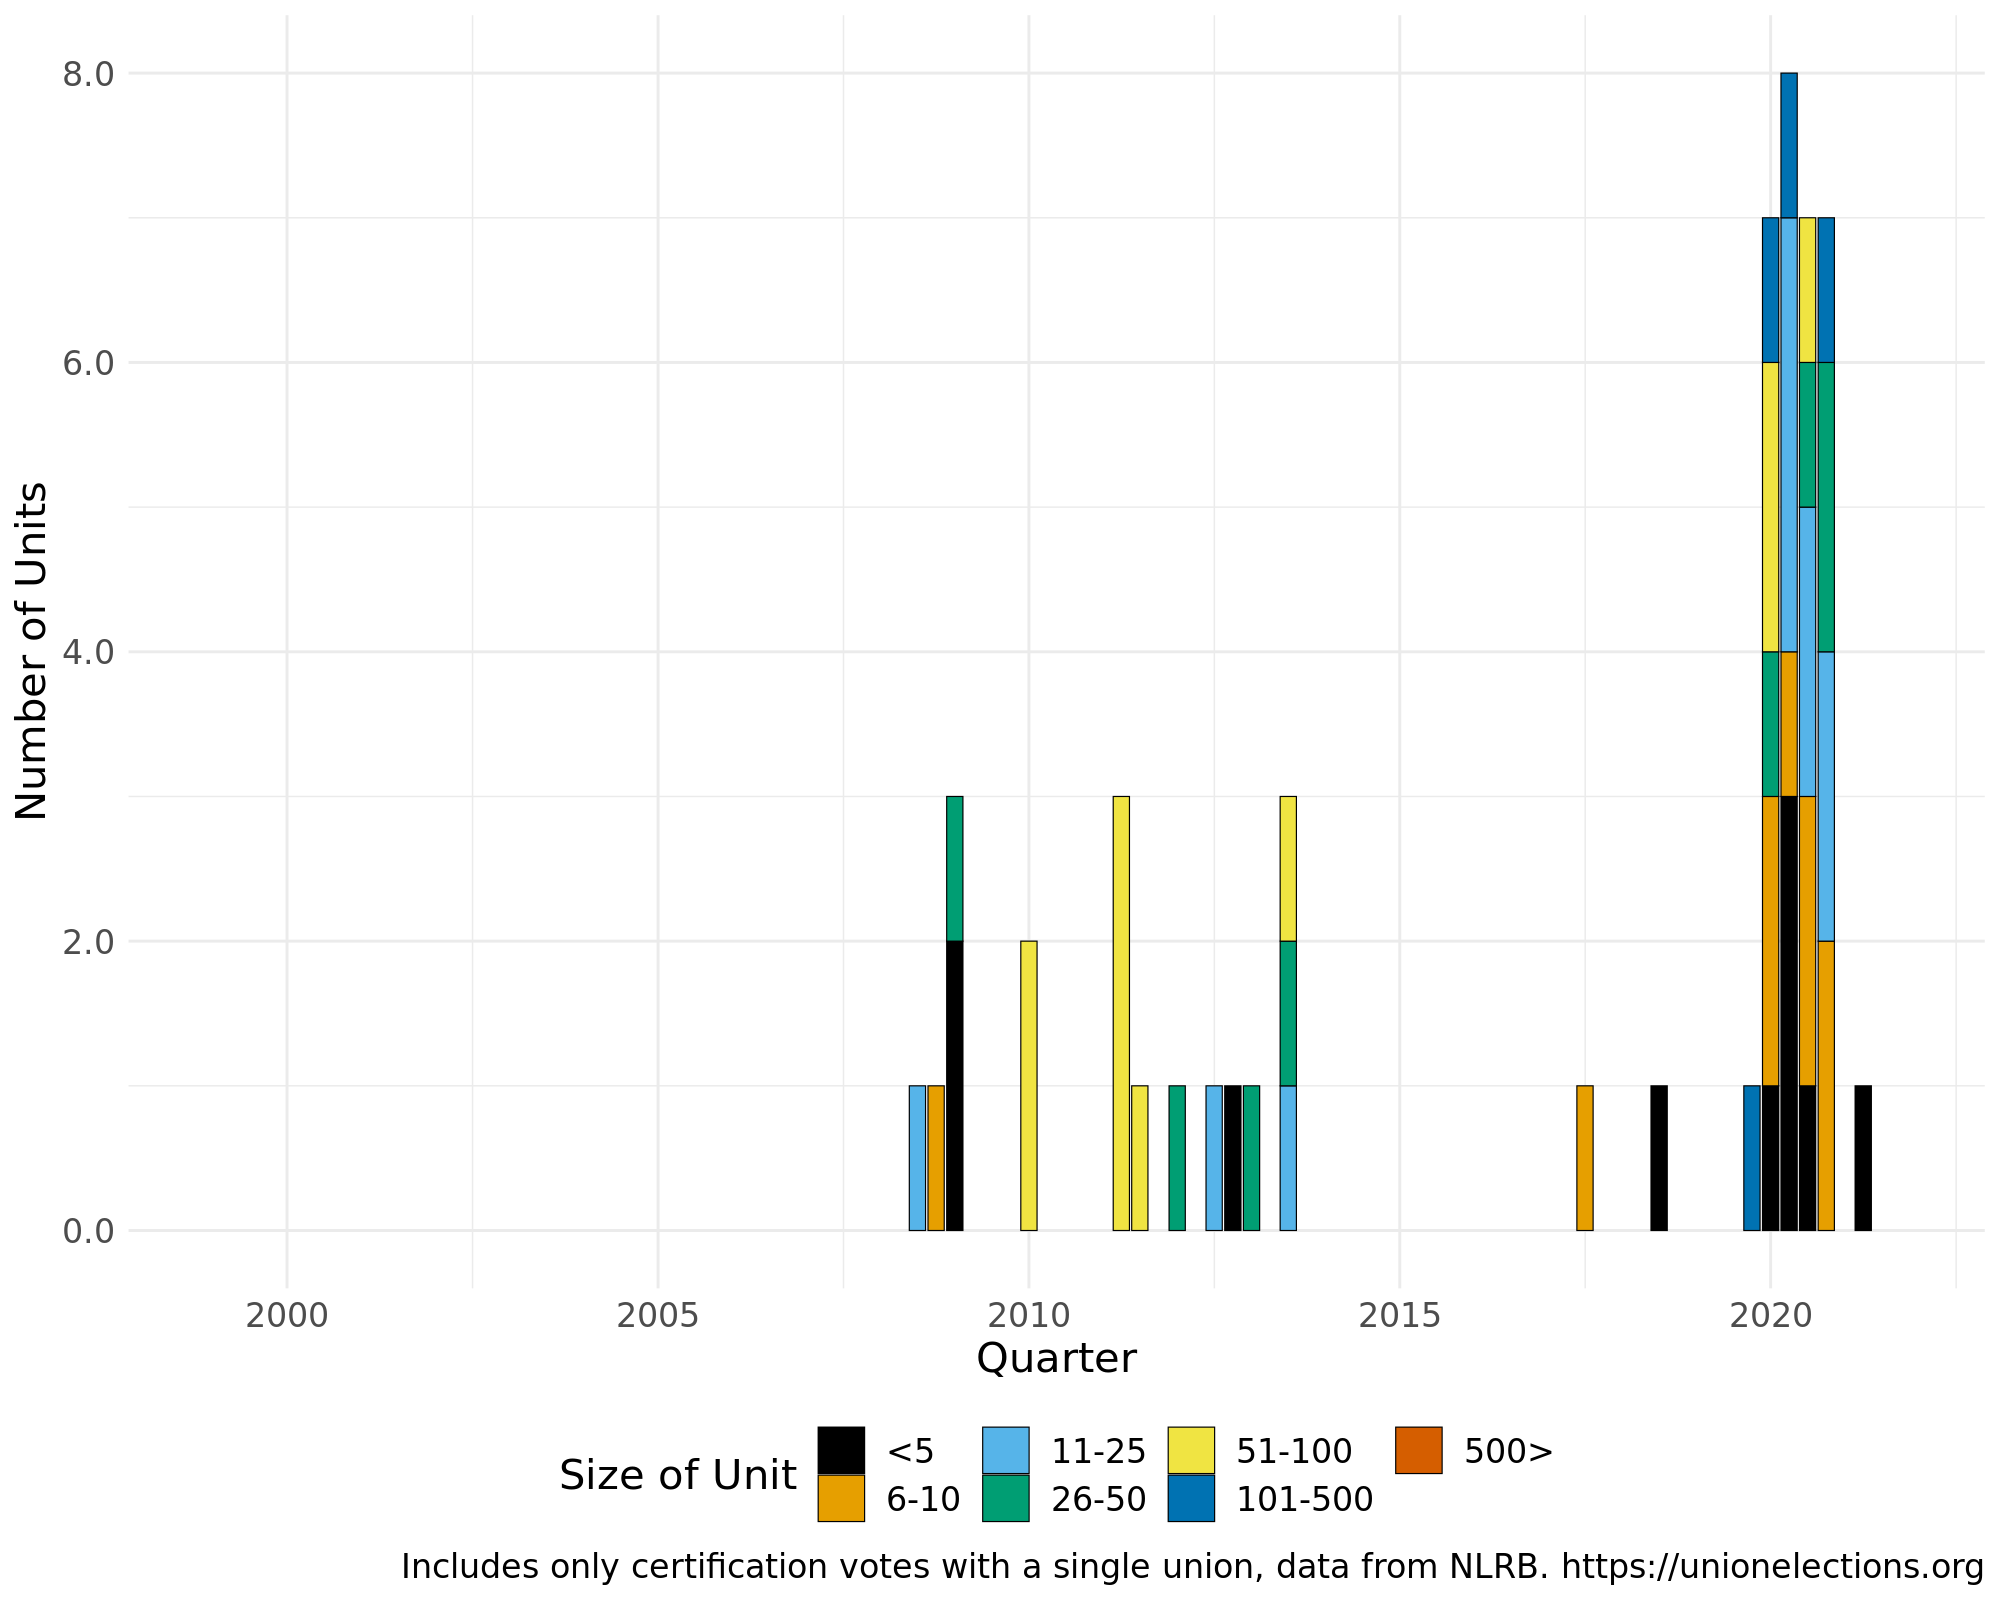 8.0
6.0
4.0
2.0
0.0
Number of Units
2000 2005 2010 2015 2020
Quarter
Size of Unit
<5 11-25 51-100 500>
6-10 26-50 101-500
Includes only certification votes with a single union, data from NLRB. https://unionelections.org